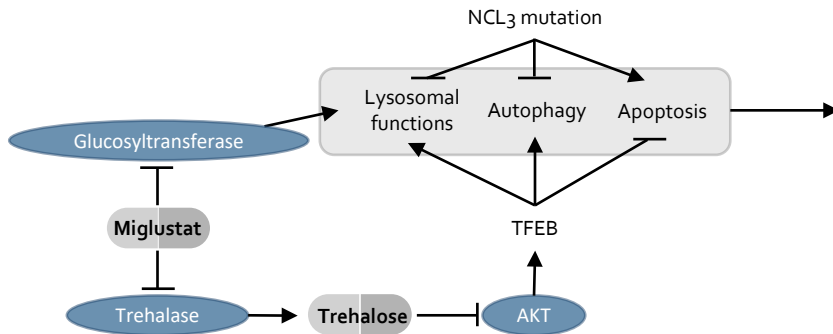 NCL3 mutation
Lysosomal
functions
Autophagy
Apoptosis
Glucosyltransferase
Miglustat
TFEB
Trehalase
Trehalose
AKT